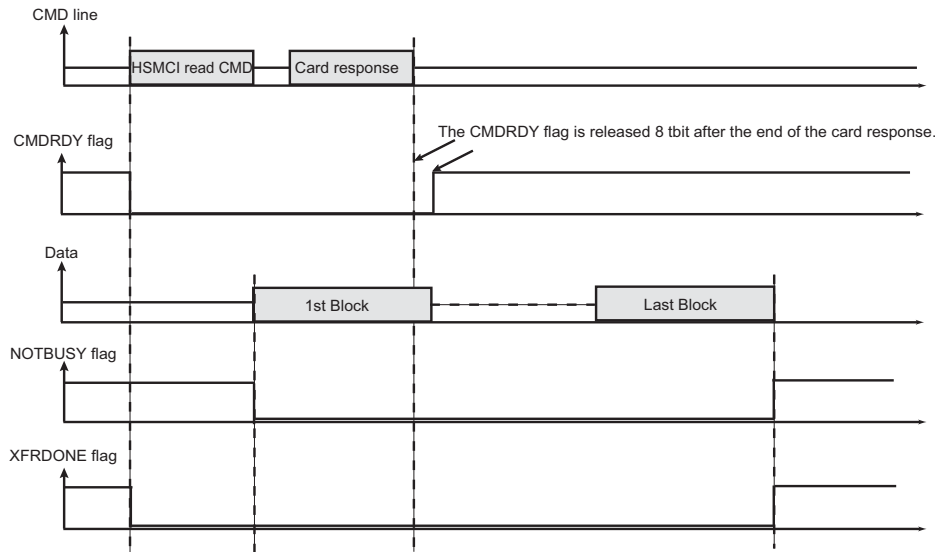 CMD line
HSMCI read CMD
Card response
The CMDRDY flag is released 8 tbit after the end of the card response.
CMDRDY flag
Data
1st Block
Last Block
NOTBUSY flag
XFRDONE flag